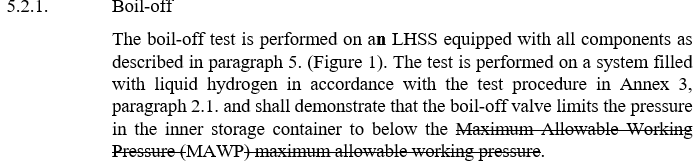 5.2.1. Boil-off
The boil-off test is performed on an LHSS equipped with all components as
described in paragraph 5. (Figure 1). The test is performed on a system filled
with liquid hydrogen in accordance with the test procedure in Annex 3,
paragraph 2.1. and shall demonstrate that the boil-off valve limits the pressure
in the inner storage container to below the Maximum Allowable Working
Pressure (MAWP) maximum allowable working pressure.